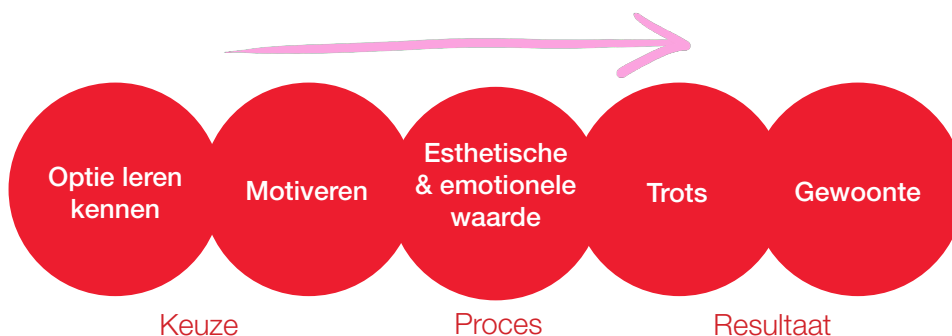 Optie leren
kennen
Motiveren
Esthetische
& emotionele
waarde
Trots
Gewoonte
Keuze
Proces
Resultaat